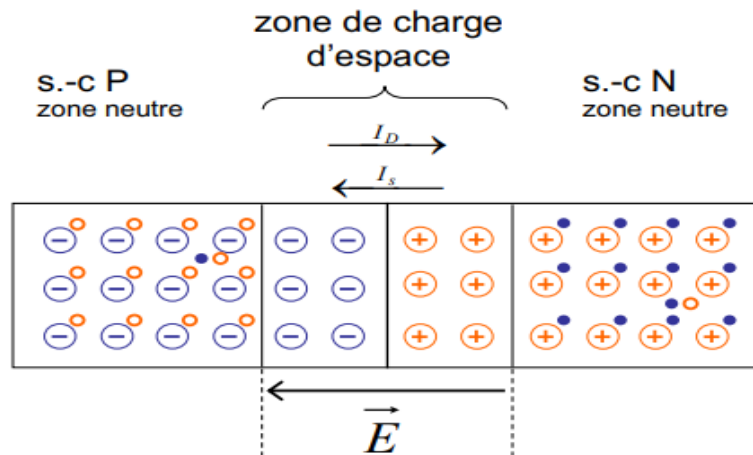 zone de charge
d'espace
s.-c P
zone neutre
s.-c N
zone neutre
I_D
I_s
E